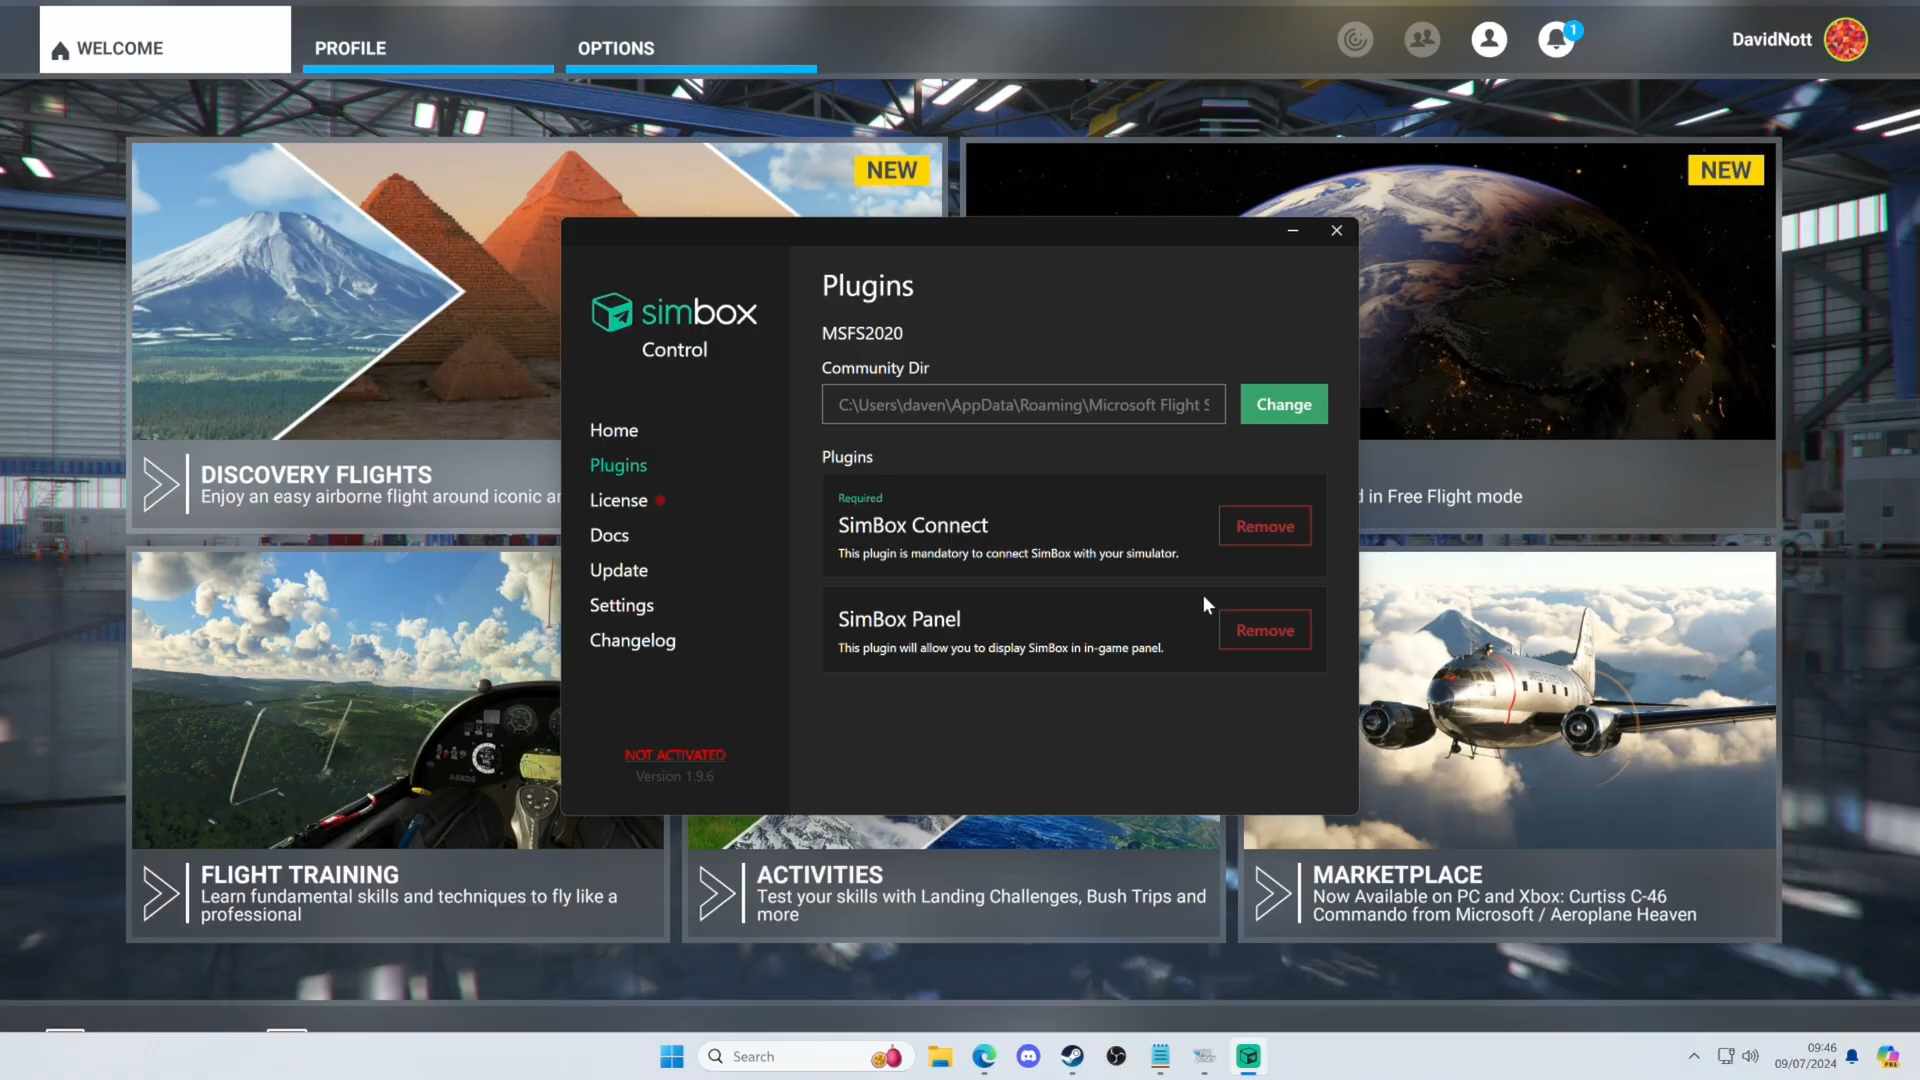 WELCOME
PROFILE
OPTIONS
1
DavidNott
NEW
NEW
simbox
Control
Home
Plugins
License
Docs
Update
Settings
Changelog
NOT ACTIVATED
Version 1.9.6
Plugins
MSFS2020
Community Dir
C:\Users\daven\AppData\Roaming\Microsoft Flight S
Change
Plugins
Required
SimBox Connect
This plugin is mandatory to connect SimBox with your simulator.
Remove
SimBox Panel
This plugin will allow you to display SimBox in in-game panel.
Remove
DISCOVERY FLIGHTS
Enjoy an easy airborne flight around iconic
in Free Flight mode
FLIGHT TRAINING
Learn fundamental skills and techniques to fly like a
professional
ACTIVITIES
Test your skills with Landing Challenges, Bush Trips and
more
MARKETPLACE
Now Available on PC and Xbox: Curtiss C-46
Commando from Microsoft / Aeroplane Heaven
Search
09:46
09/07/2024
PRE